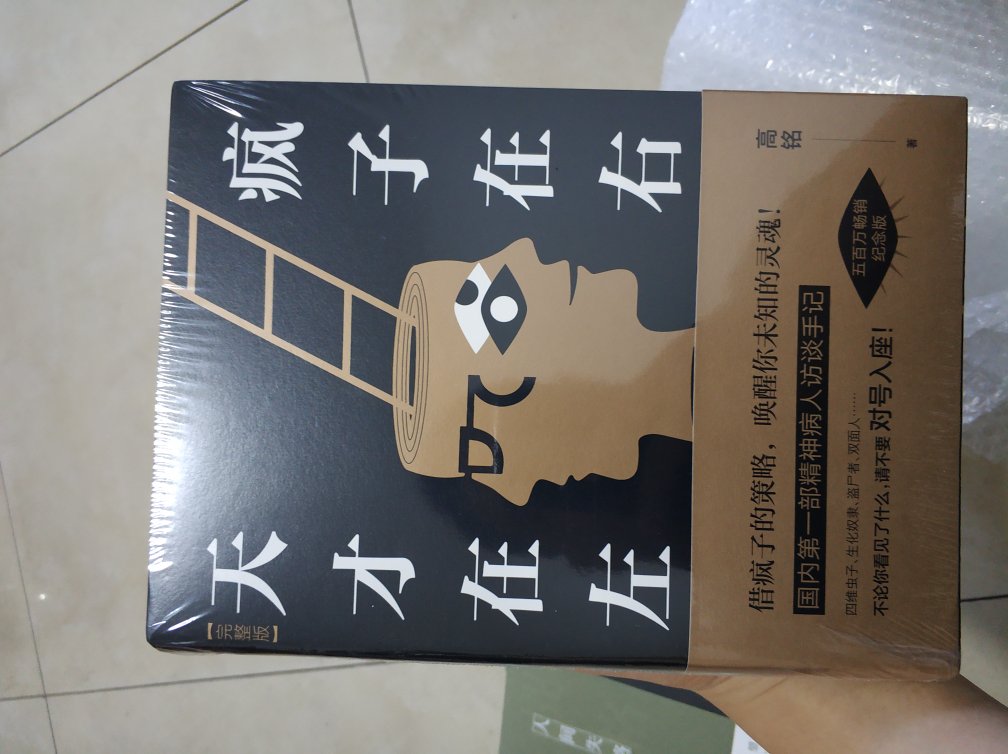 天才在左
【完整版】
疯子在右
高铭
著
借疯子的策略，唤醒你未知的灵魂！
国内第一部精神病人访谈手记
四维虫子、生化奴隶、盗尸者、双面人……
不论你看见了什么，请不要 对号入座！
五百万畅销
纪念版
人间失格